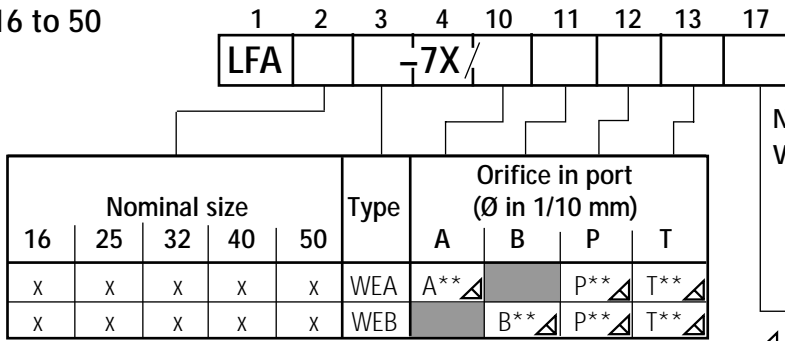 16 to 50
1 2 3 4 10 11 12 13 17
LFA –7X/
Nominal size Type Orifice in port
(Ø in 1/10 mm)
16 25 32 40 50 A B P T
x x x x x WEA A** P** T**
x x x x x WEB B** P** T**